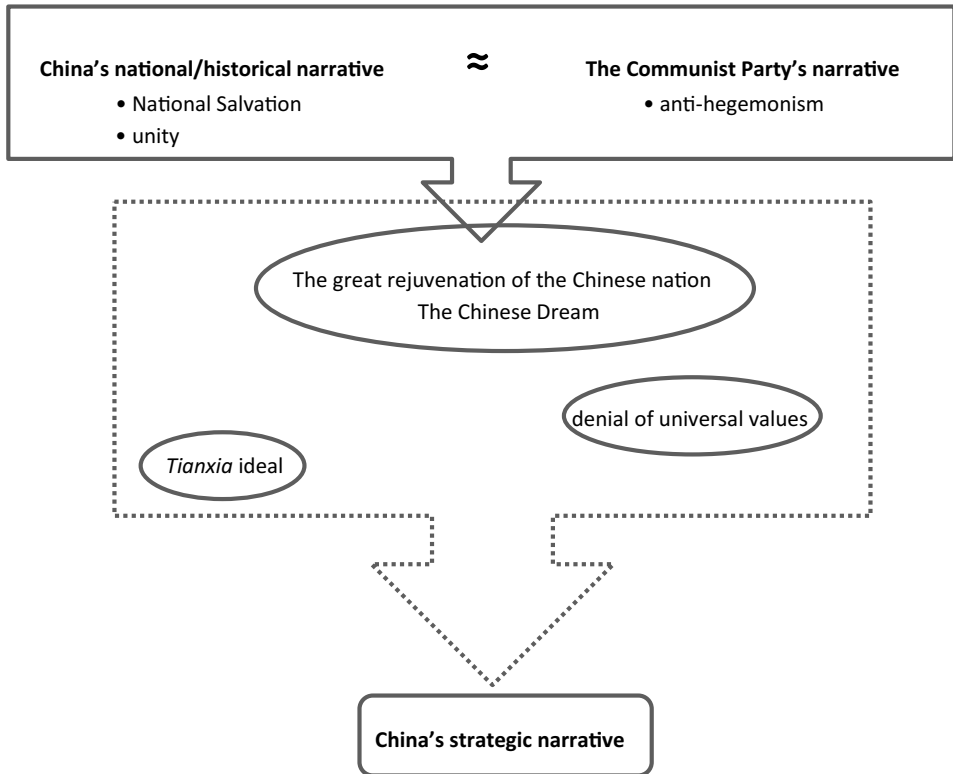 China's national/historical narrative
≈
The Communist Party's narrative
• National Salvation
• unity
• anti-hegemonism
The great rejuvenation of the Chinese nation
The Chinese Dream
denial of universal values
Tianxia ideal
China's strategic narrative